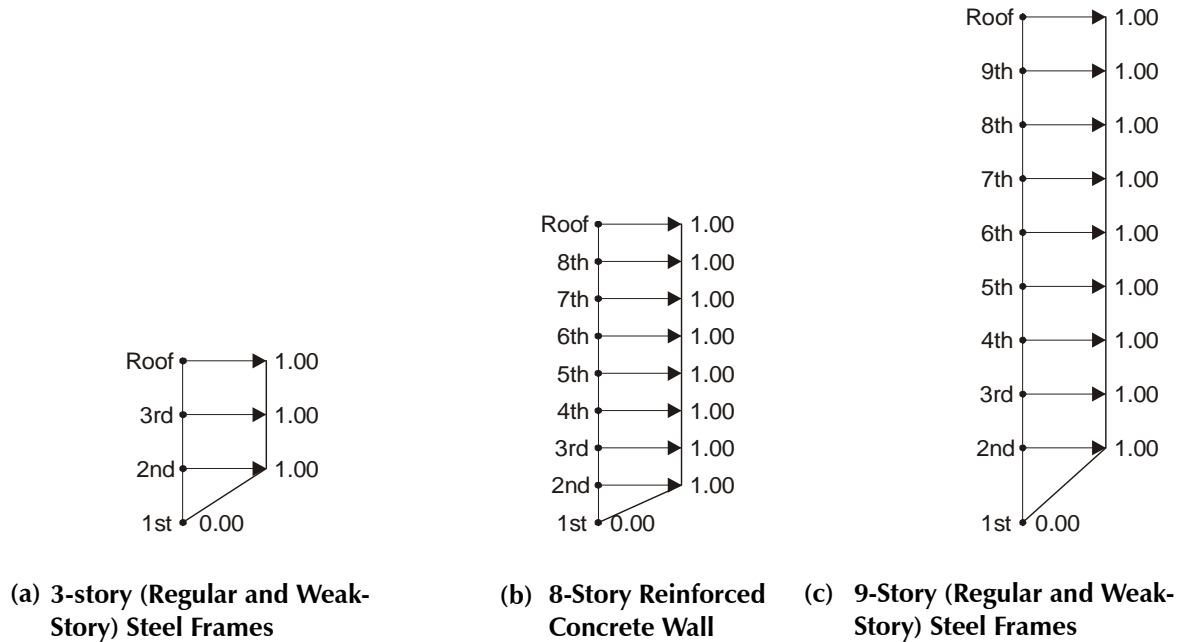 Roof 1.00
3rd 1.00
2nd 1.00
1st 0.00
(a) 3-story (Regular and Weak-
Story) Steel Frames
Roof 1.00
8th 1.00
7th 1.00
6th 1.00
5th 1.00
4th 1.00
3rd 1.00
2nd 1.00
1st 0.00
(b) 8-Story Reinforced
Concrete Wall
Roof 1.00
9th 1.00
8th 1.00
7th 1.00
6th 1.00
5th 1.00
4th 1.00
3rd 1.00
2nd 1.00
1st 0.00
(c) 9-Story (Regular and Weak-
Story) Steel Frames